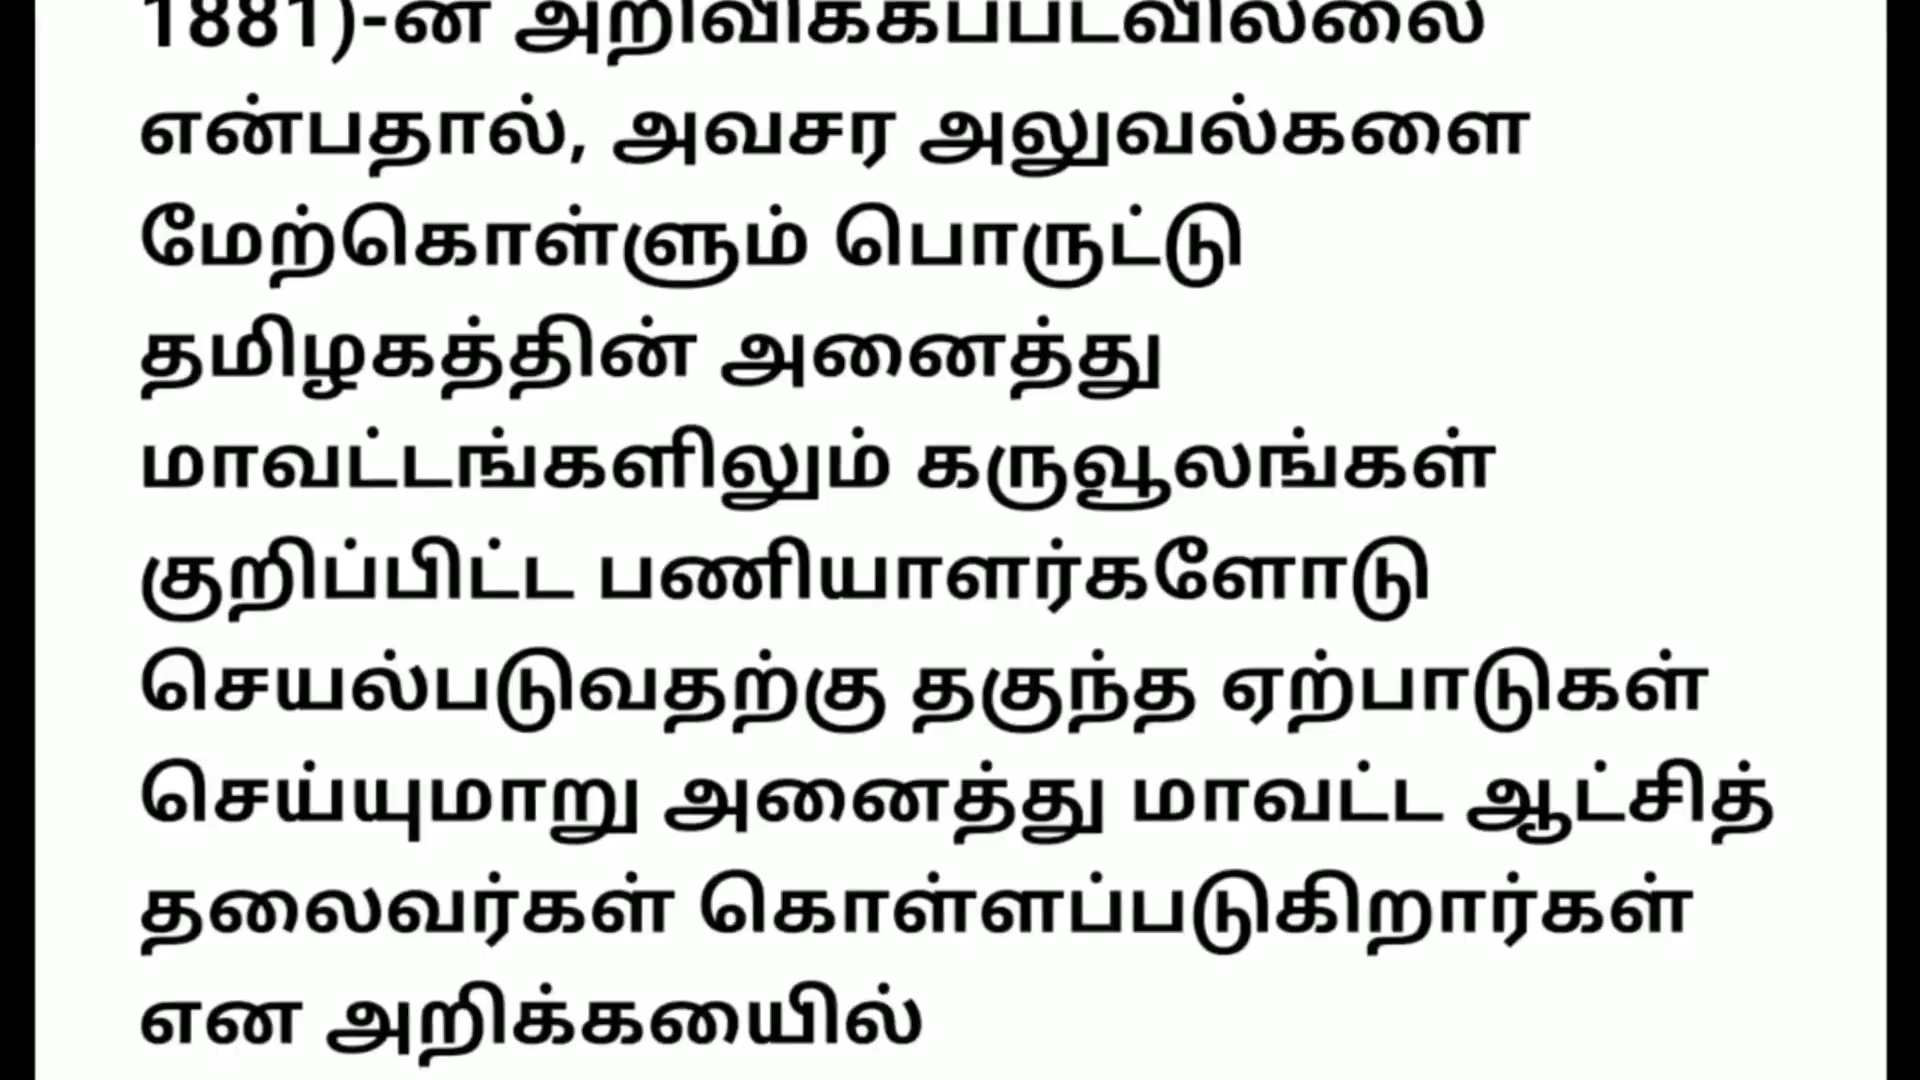 1881)-ன் அறிவிக்கப்படவில்லை
என்பதால், அவசர அலுவல்களை
மேற்கொள்ளும் பொருட்டு
தமிழகத்தின் அனைத்து
மாவட்டங்களிலும் கருவூலங்கள்
குறிப்பிட்ட பணியாளர்களோடு
செயல்படுவதற்கு தகுந்த ஏற்பாடுகள்
செய்யுமாறு அனைத்து மாவட்ட ஆட்சித்
தலைவர்கள் கொள்ளப்படுகிறார்கள்
என அறிக்கையில்